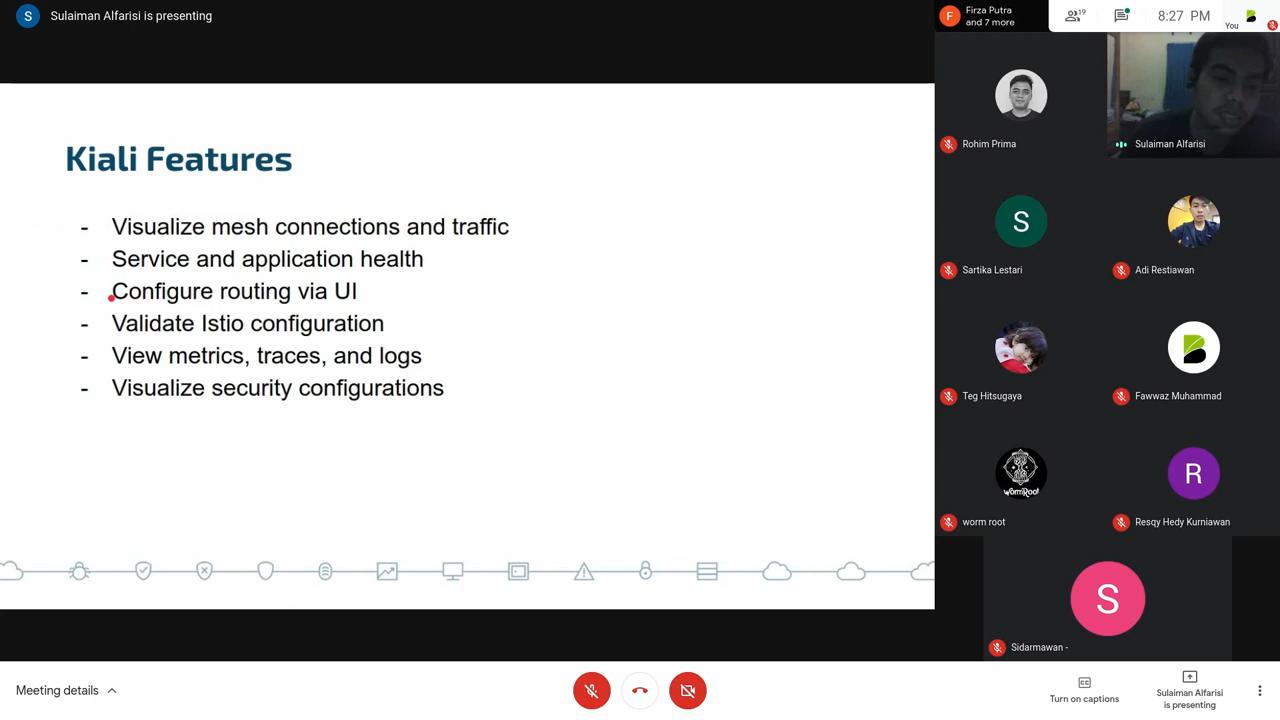 S
Sulaiman Alfarisi is presenting
F
Firza Putra
and 7 more
19
8:27 PM
You
Kiali Features
- Visualize mesh connections and traffic
- Service and application health
- Configure routing via UI
- Validate Istio configuration
- View metrics, traces, and logs
- Visualize security configurations
Rohim Prima
Sulaiman Alfarisi
S
Sartika Lestari
Adi Restiawan
Teg Hitsugaya
Fawwaz Muhammad
wormRoot
worm root
R
Resqy Hedy Kurniawan
S
Sidarmawan -
Meeting details
CC
Turn on captions
Sulaiman Alfarisi
is presenting